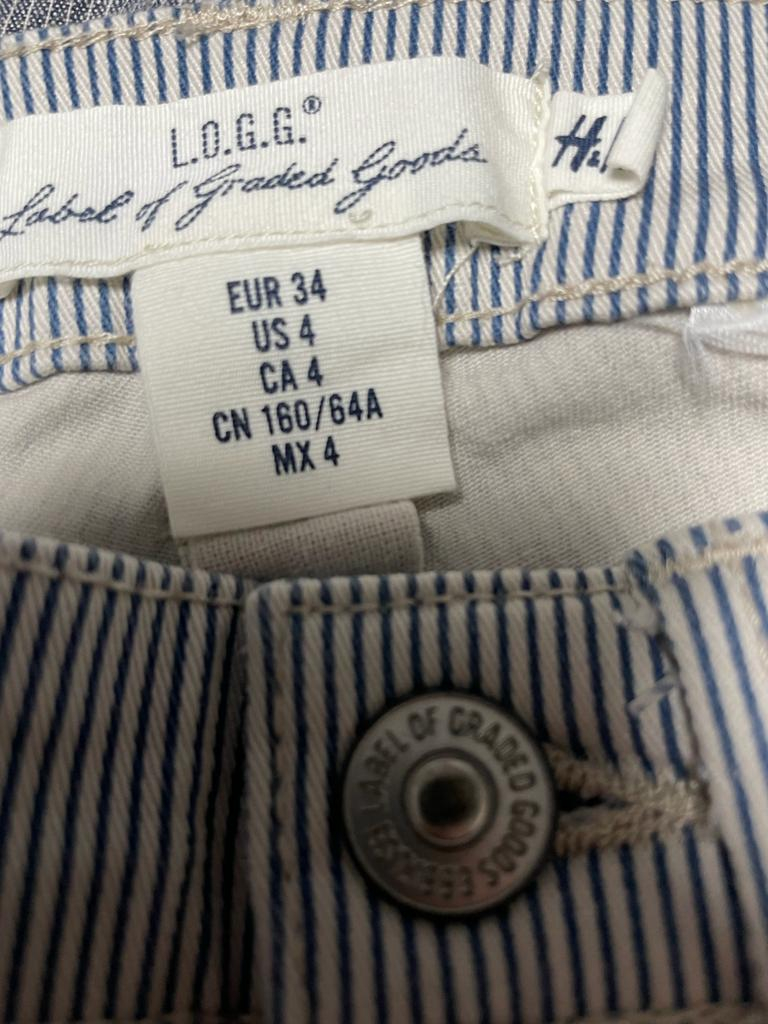 L.O.G.G.®
Label of Graded Goods
H&
EUR 34
US 4
CA 4
CN 160/64A
MX 4
LABEL OF GRADED GOODS